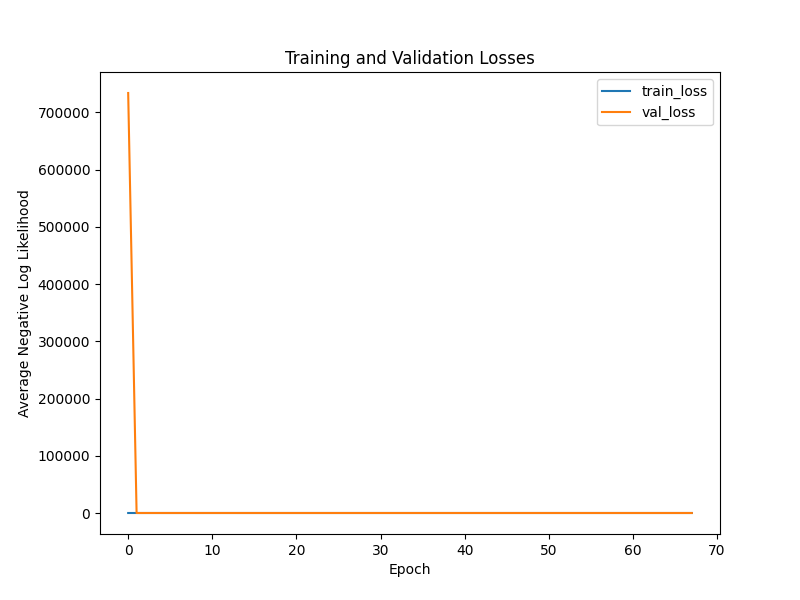 Training and Validation Losses
train_loss
val_loss
Average Negative Log Likelihood
700000
600000
500000
400000
300000
200000
100000
0
0 10 20 30 40 50 60 70
Epoch